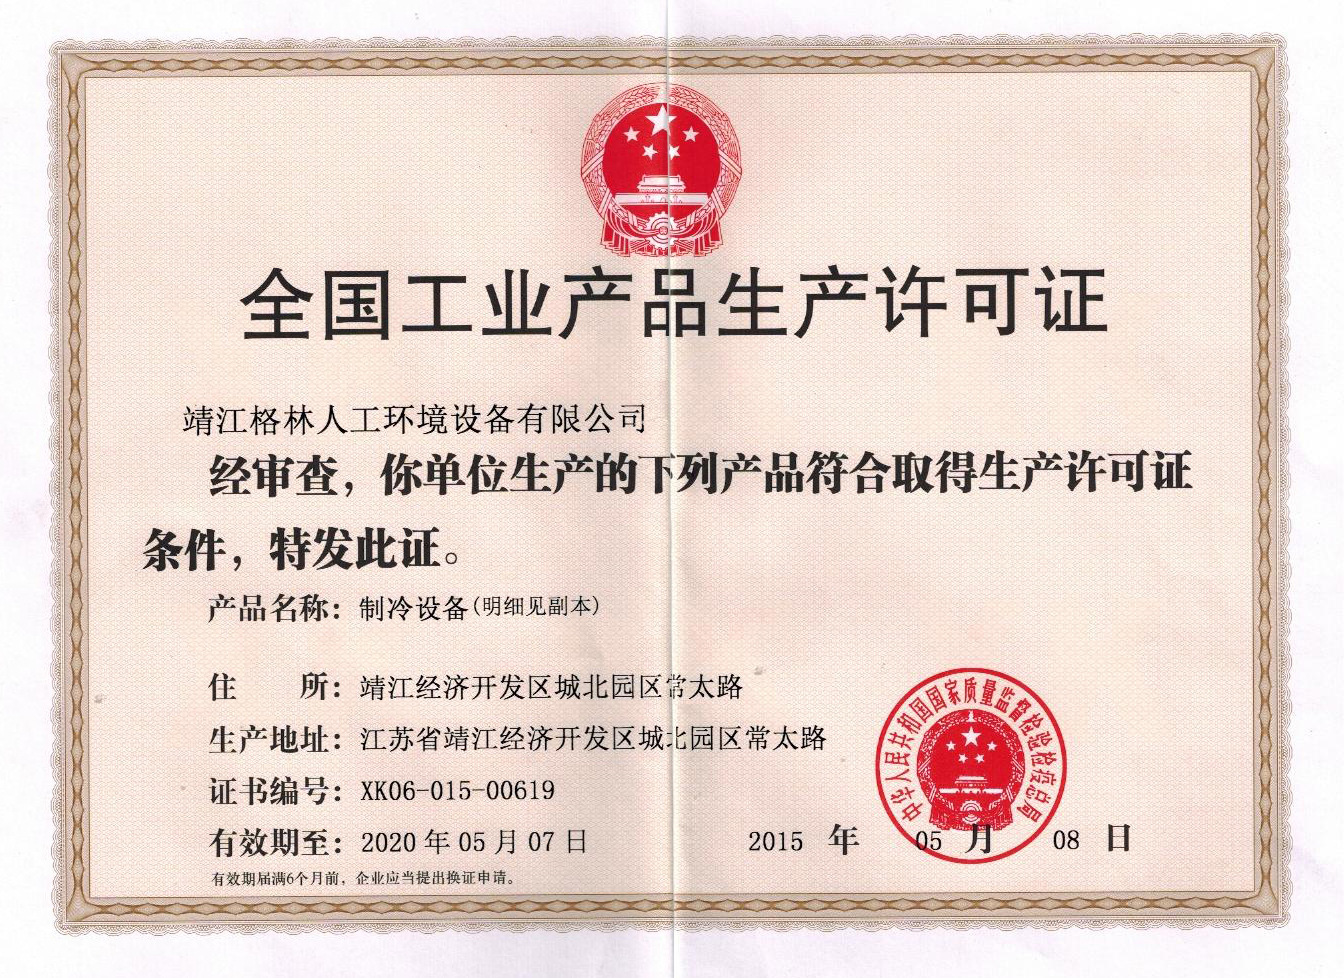 全国工业产品生产许可证
靖江格林人工环境设备有限公司
经审查，你单位生产的下列产品符合取得生产许可证
条件，特发此证。
产品名称：制冷设备(明细见副本)
住　　所：靖江经济开发区城北园区常太路
生产地址：江苏省靖江经济开发区城北园区常太路
证书编号：XK06-015-00619
有效期至：2020 年 05 月 07 日
有效期届满6个月前，企业应当提出换证申请。
中华人民共和国国家质量监督检验检疫总局
2015 年 05 月 08 日